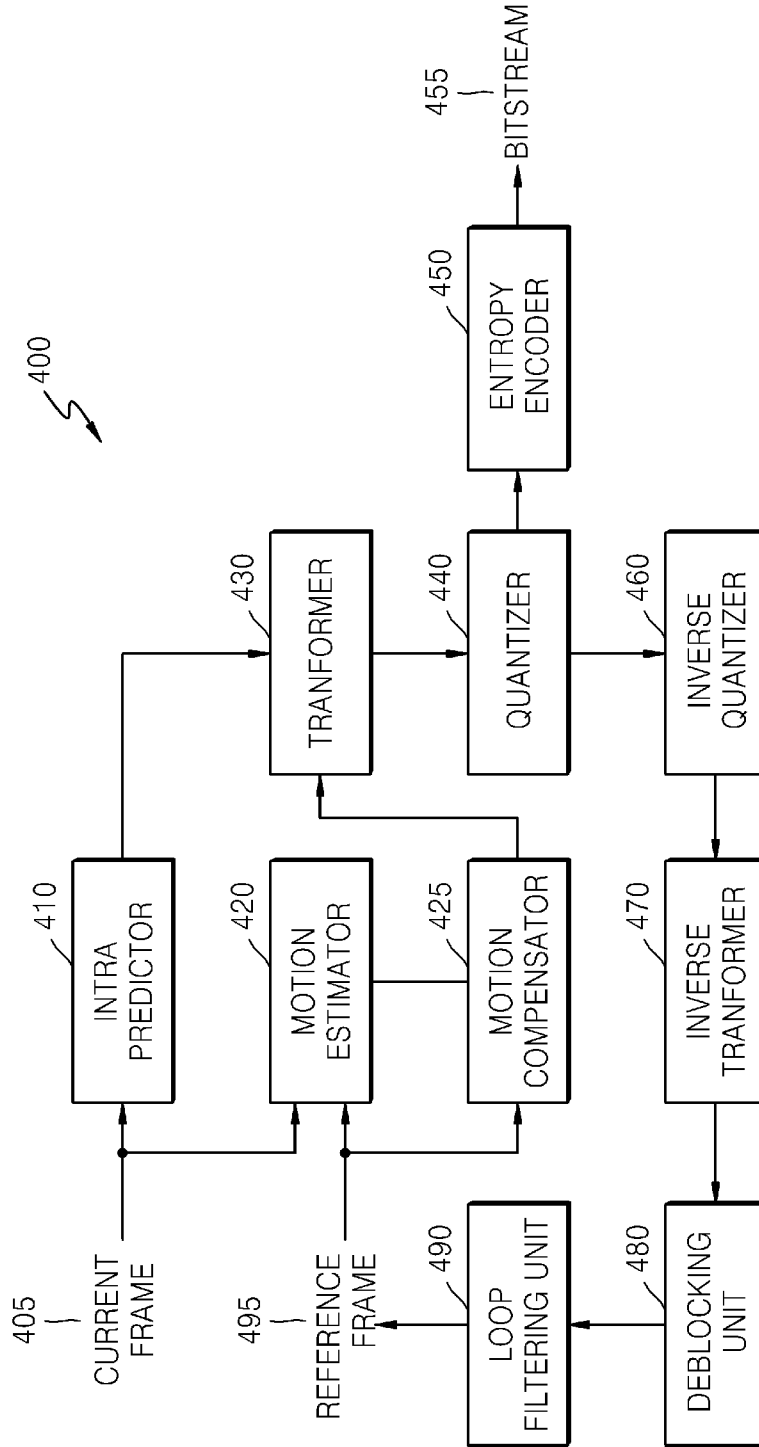 400
405
CURRENT
FRAME
410
INTRA
PREDICTOR
495
REFERENCE
FRAME
420
MOTION
ESTIMATOR
430
TRANFORMER
490
LOOP
FILTERING UNIT
425
MOTION
COMPENSATOR
440
QUANTIZER
450
ENTROPY
ENCODER
455
BITSTREAM
480
DEBLOCKING
UNIT
470
INVERSE
TRANFORMER
460
INVERSE
QUANTIZER